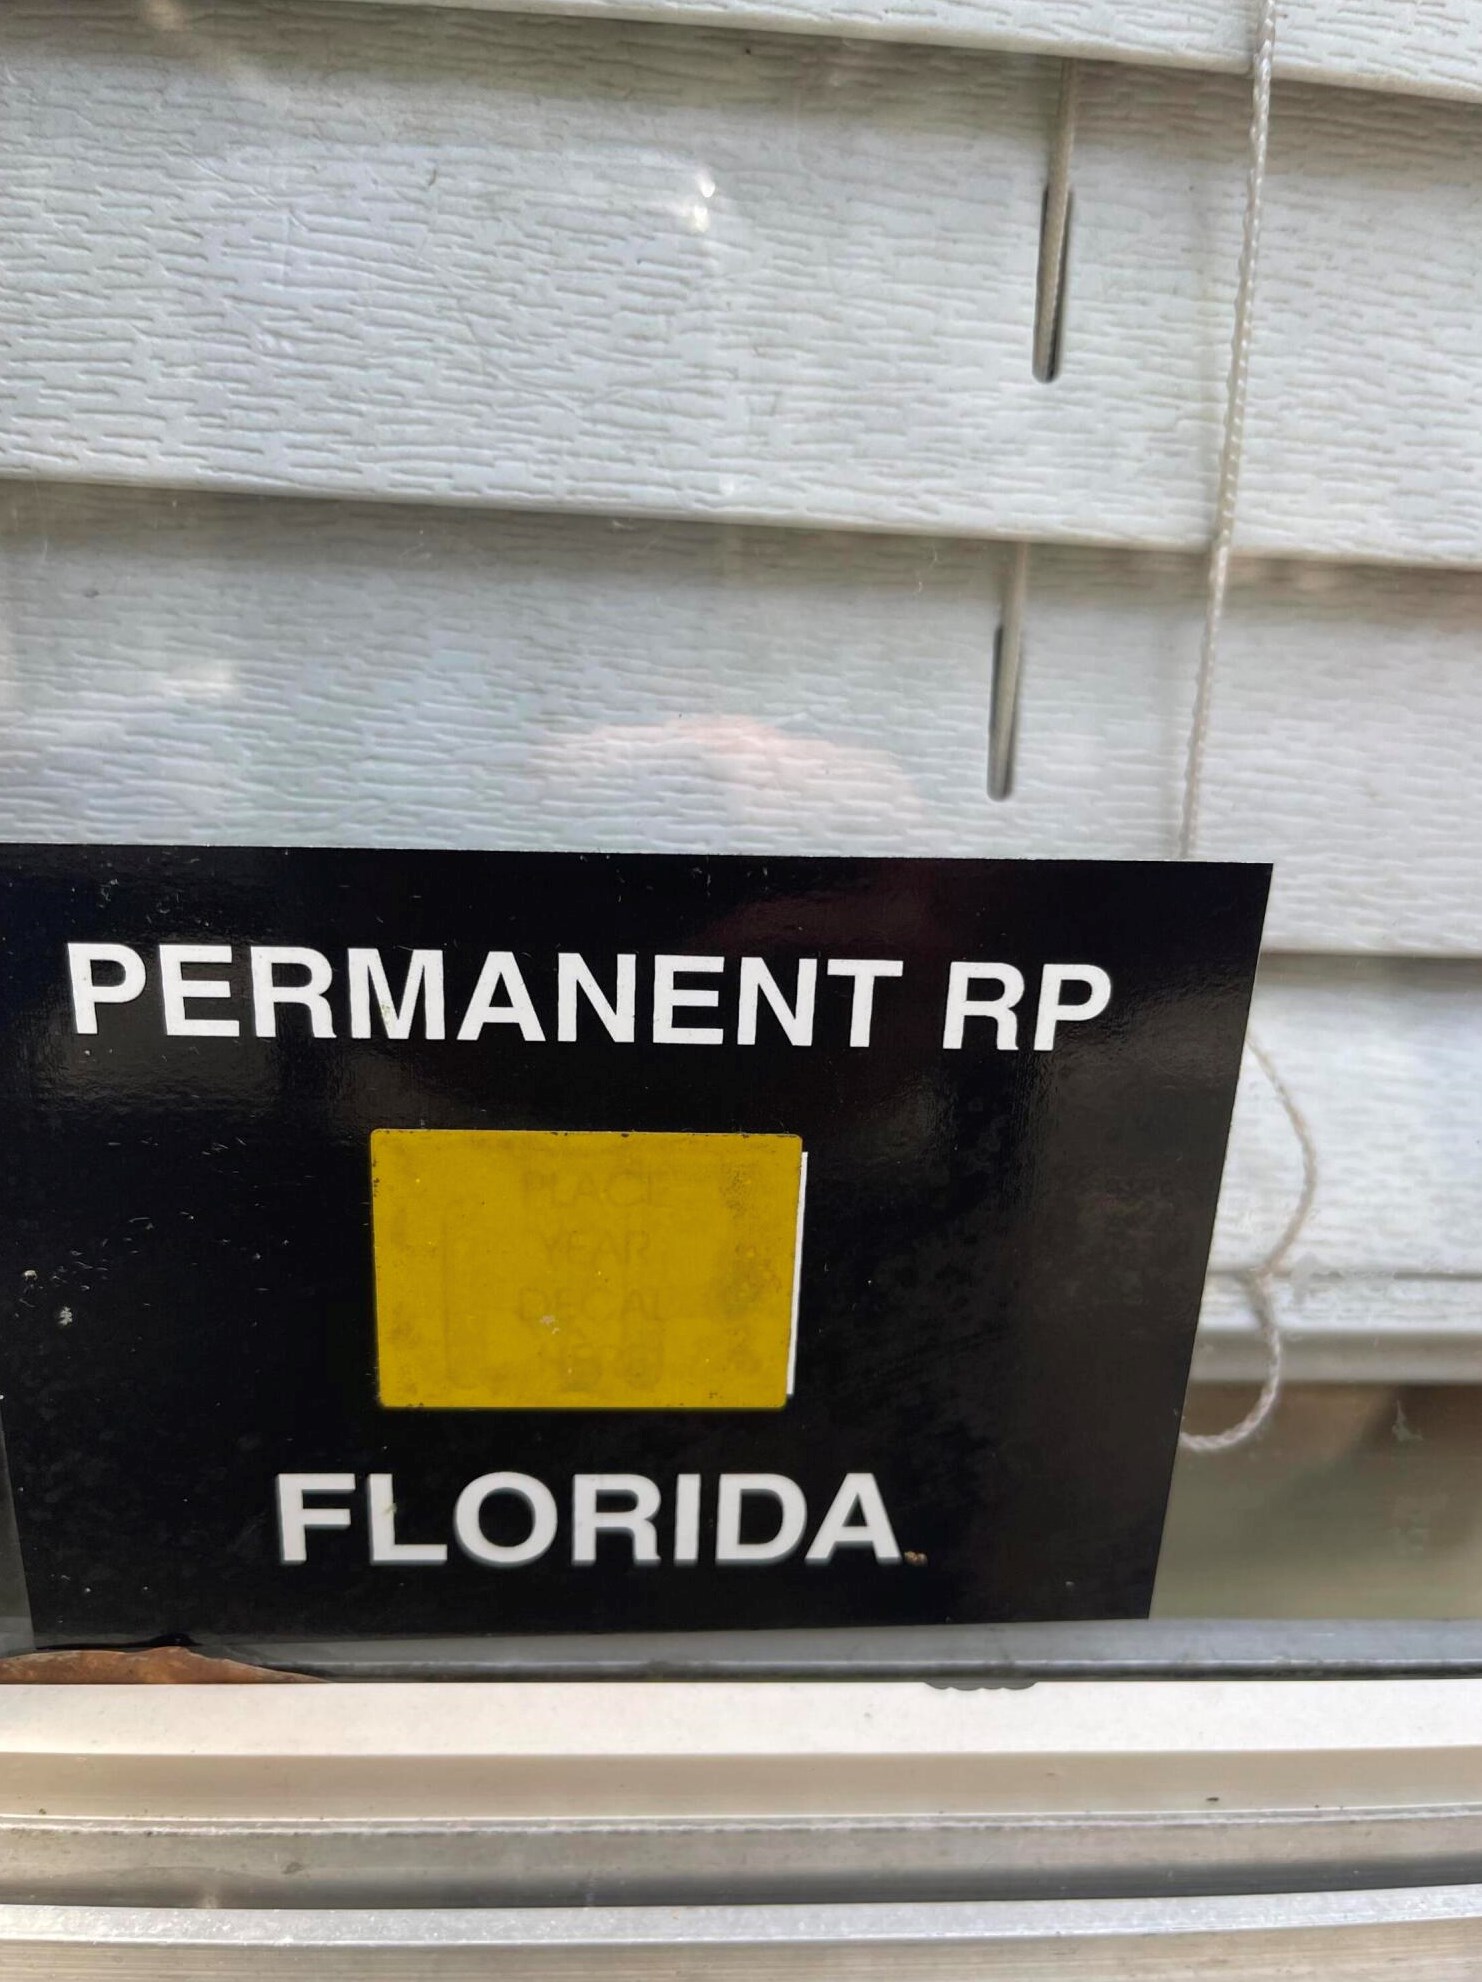 PERMANENT RP
PLACE
YEAR
DECAL
FLORIDA